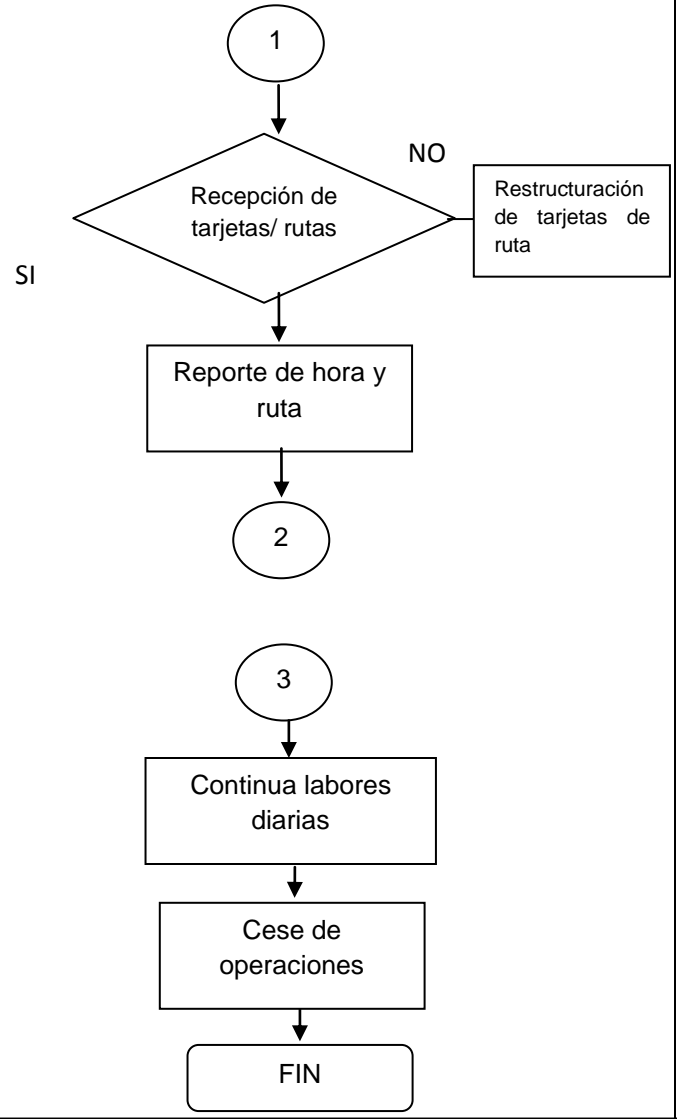 1
NO
Recepción de
tarjetas/ rutas
Restructuración
de tarjetas de
ruta
SI
Reporte de hora y
ruta
2
3
Continua labores
diarias
Cese de
operaciones
FIN